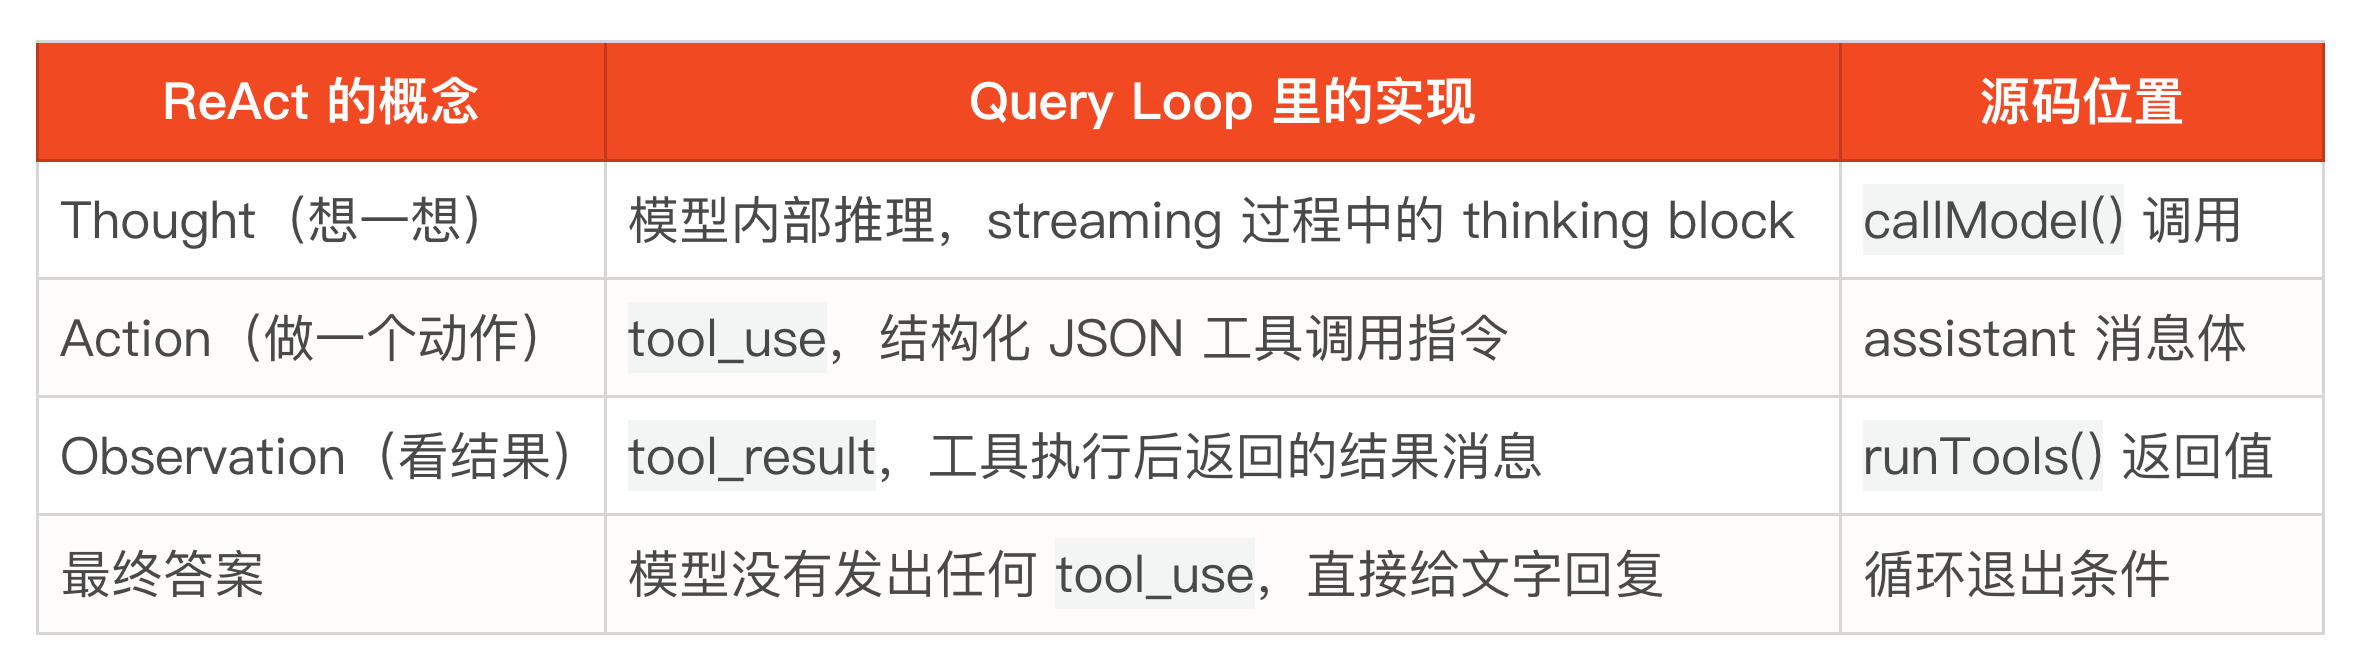 ReAct 的概念
Query Loop 里的实现
源码位置
Thought（想一想）
模型内部推理，streaming 过程中的 thinking block
callModel() 调用
Action（做一个动作）
tool_use，结构化 JSON 工具调用指令
assistant 消息体
Observation（看结果）
tool_result，工具执行后返回的结果消息
runTools() 返回值
最终答案
模型没有发出任何 tool_use，直接给文字回复
循环退出条件